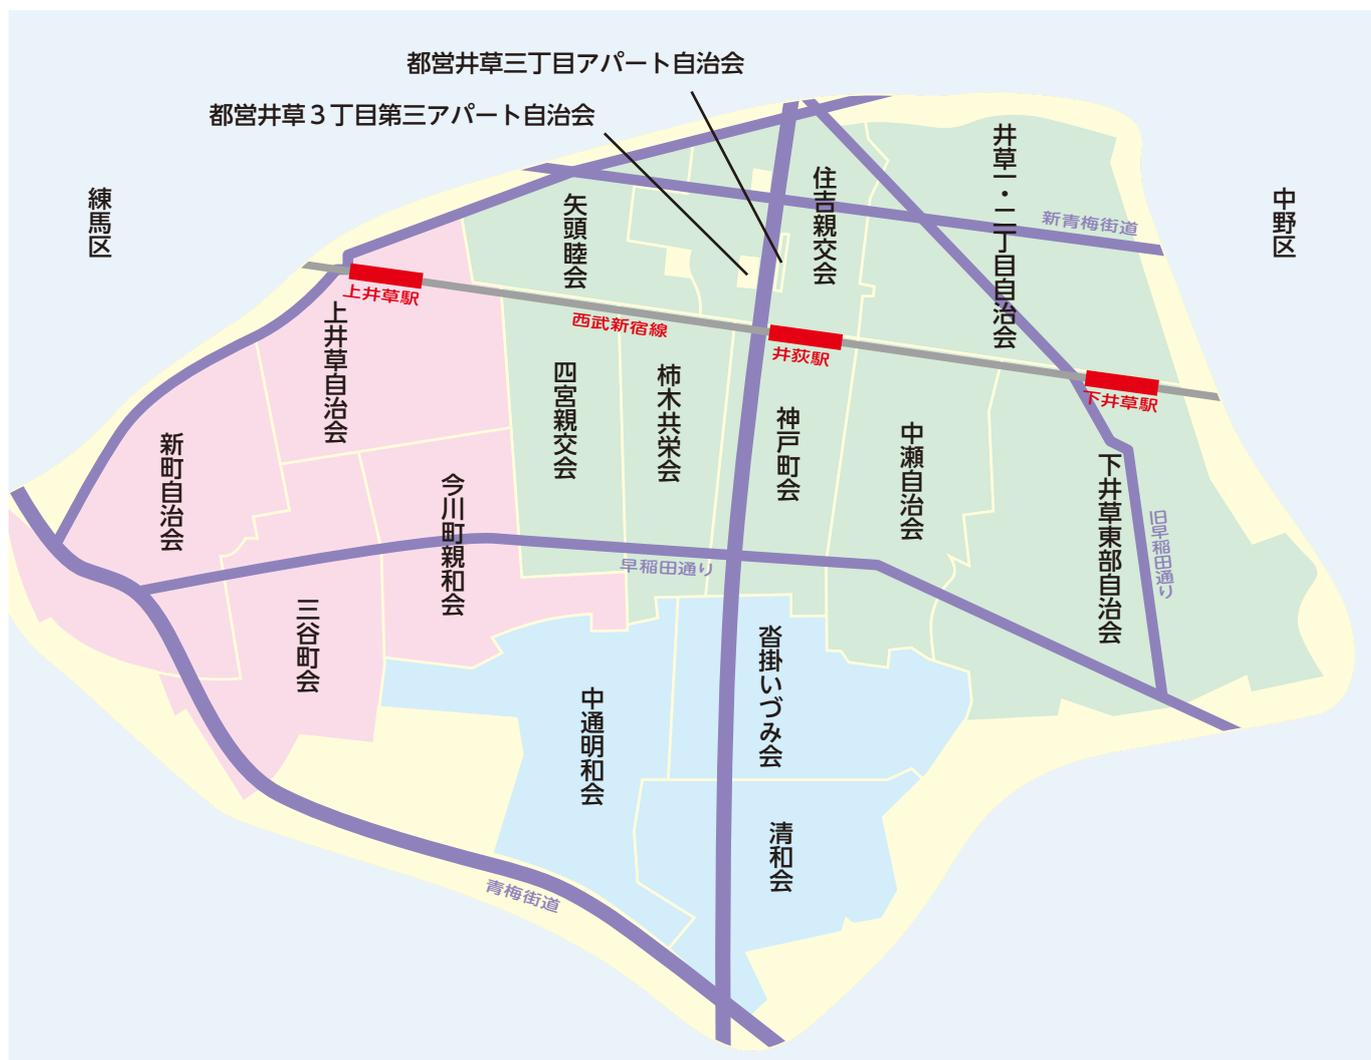 都営井草三丁目アパート自治会
都営井草３丁目第三アパート自治会
練馬区
中野区
矢頭睦会
住吉親交会
井草一・二丁目自治会
新青梅街道
上井草駅
西武新宿線
井荻駅
下井草駅
上井草自治会
四宮親交会
柿木共栄会
神戸町会
中瀬自治会
下井草東部自治会
旧早稲田通り
新町自治会
今川町親和会
早稲田通り
三谷町会
中通明和会
沓掛いづみ会
清和会
青梅街道